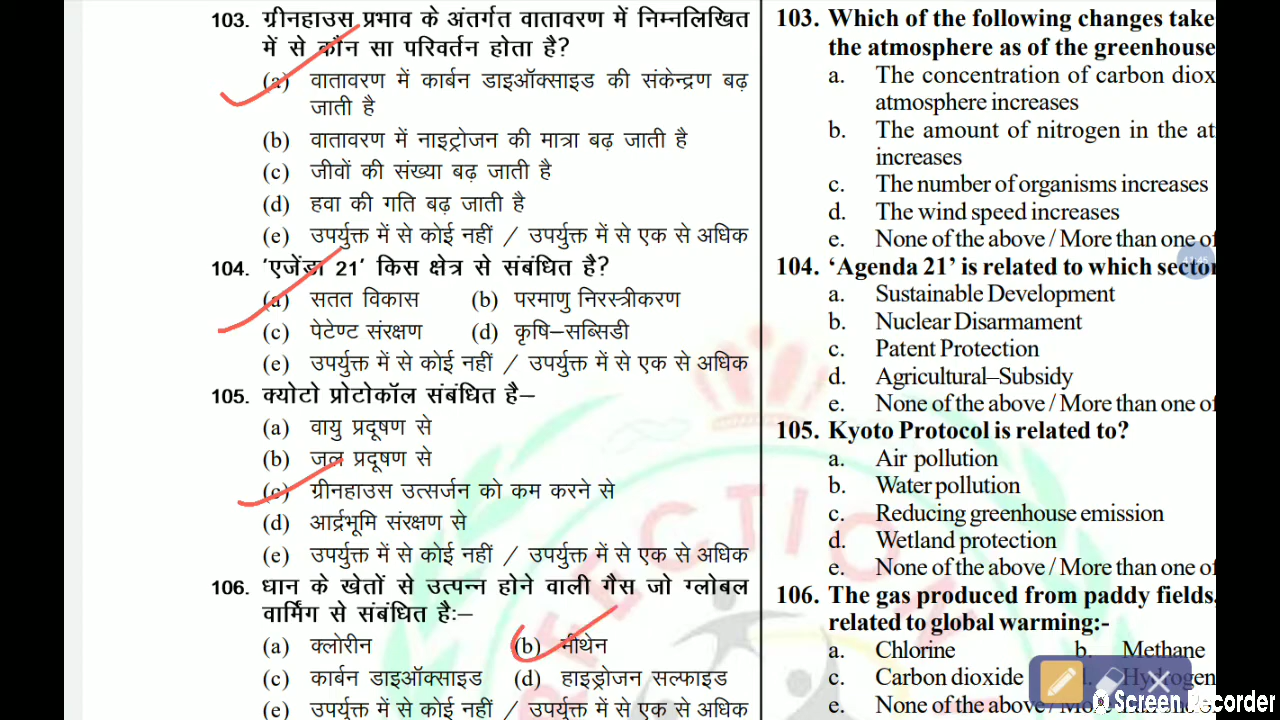 103. ग्रीनहाउस प्रभाव के अंतर्गत वातावरण में निम्नलिखित
में से कौन सा परिवर्तन होता है?
(a) वातावरण में कार्बन डाइऑक्साइड की संकेन्द्रण बढ़
जाती है
(b) वातावरण में नाइट्रोजन की मात्रा बढ़ जाती है
(c) जीवों की संख्या बढ़ जाती है
(d) हवा की गति बढ़ जाती है
(e) उपर्युक्त में से कोई नहीं / उपर्युक्त में से एक से अधिक
104. ‘एजेंडा 21’ किस क्षेत्र से संबंधित है?
(a) सतत विकास (b) परमाणु निरस्त्रीकरण
(c) पेटेण्ट संरक्षण (d) कृषि–सब्सिडी
(e) उपर्युक्त में से कोई नहीं / उपर्युक्त में से एक से अधिक
105. क्योटो प्रोटोकॉल संबंधित है–
(a) वायु प्रदूषण से
(b) जल प्रदूषण से
(c) ग्रीनहाउस उत्सर्जन को कम करने से
(d) आर्द्रभूमि संरक्षण से
(e) उपर्युक्त में से कोई नहीं / उपर्युक्त में से एक से अधिक
106. धान के खेतों से उत्पन्न होने वाली गैस जो ग्लोबल
वार्मिंग से संबंधित है:–
(a) क्लोरीन (b) मीथेन
(c) कार्बन डाइऑक्साइड (d) हाइड्रोजन सल्फाइड
(e) उपर्युक्त में से कोई नहीं / उपर्युक्त में से एक से अधिक
103. Which of the following changes take
the atmosphere as of the greenhouse
a. The concentration of carbon diox
atmosphere increases
b. The amount of nitrogen in the at
increases
c. The number of organisms increases
d. The wind speed increases
e. None of the above / More than one of
104. ‘Agenda 21’ is related to which sector
a. Sustainable Development
b. Nuclear Disarmament
c. Patent Protection
d. Agricultural–Subsidy
e. None of the above / More than one of
105. Kyoto Protocol is related to?
a. Air pollution
b. Water pollution
c. Reducing greenhouse emission
d. Wetland protection
e. None of the above / More than one of
106. The gas produced from paddy fields,
related to global warming:-
a. Chlorine b. Methane
c. Carbon dioxide d. Hydrogen
e. None of the above
Screen Recorder